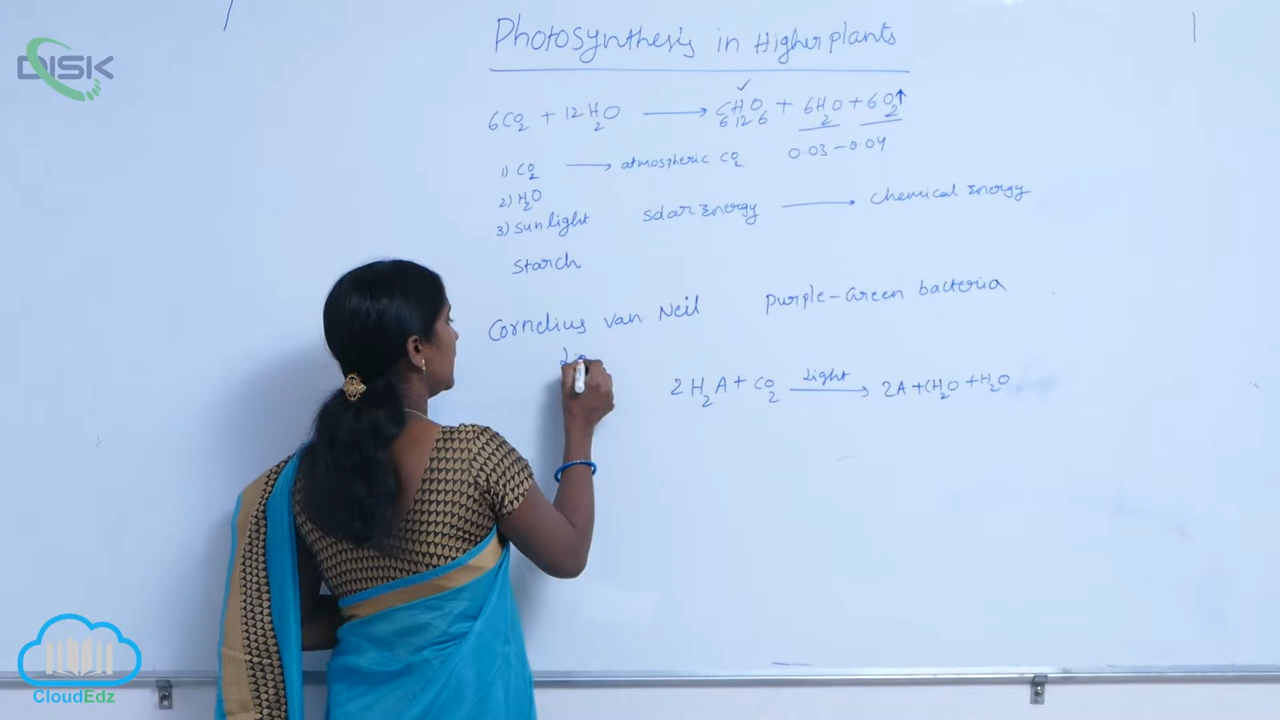 DISK
Photosynthesis in Higher plants
6CO2 + 12H2O → C6H12O6 + 6H2O + 6O2↑
✓
1) CO2 → atmospheric CO2 0.03 - 0.04
2) H2O
3) sunlight solar Energy → chemical Energy
starch
Cornelius van Neil purple-Green bacteria
2H2A + CO2 Light → 2A + CH2O + H2O
CloudEdz